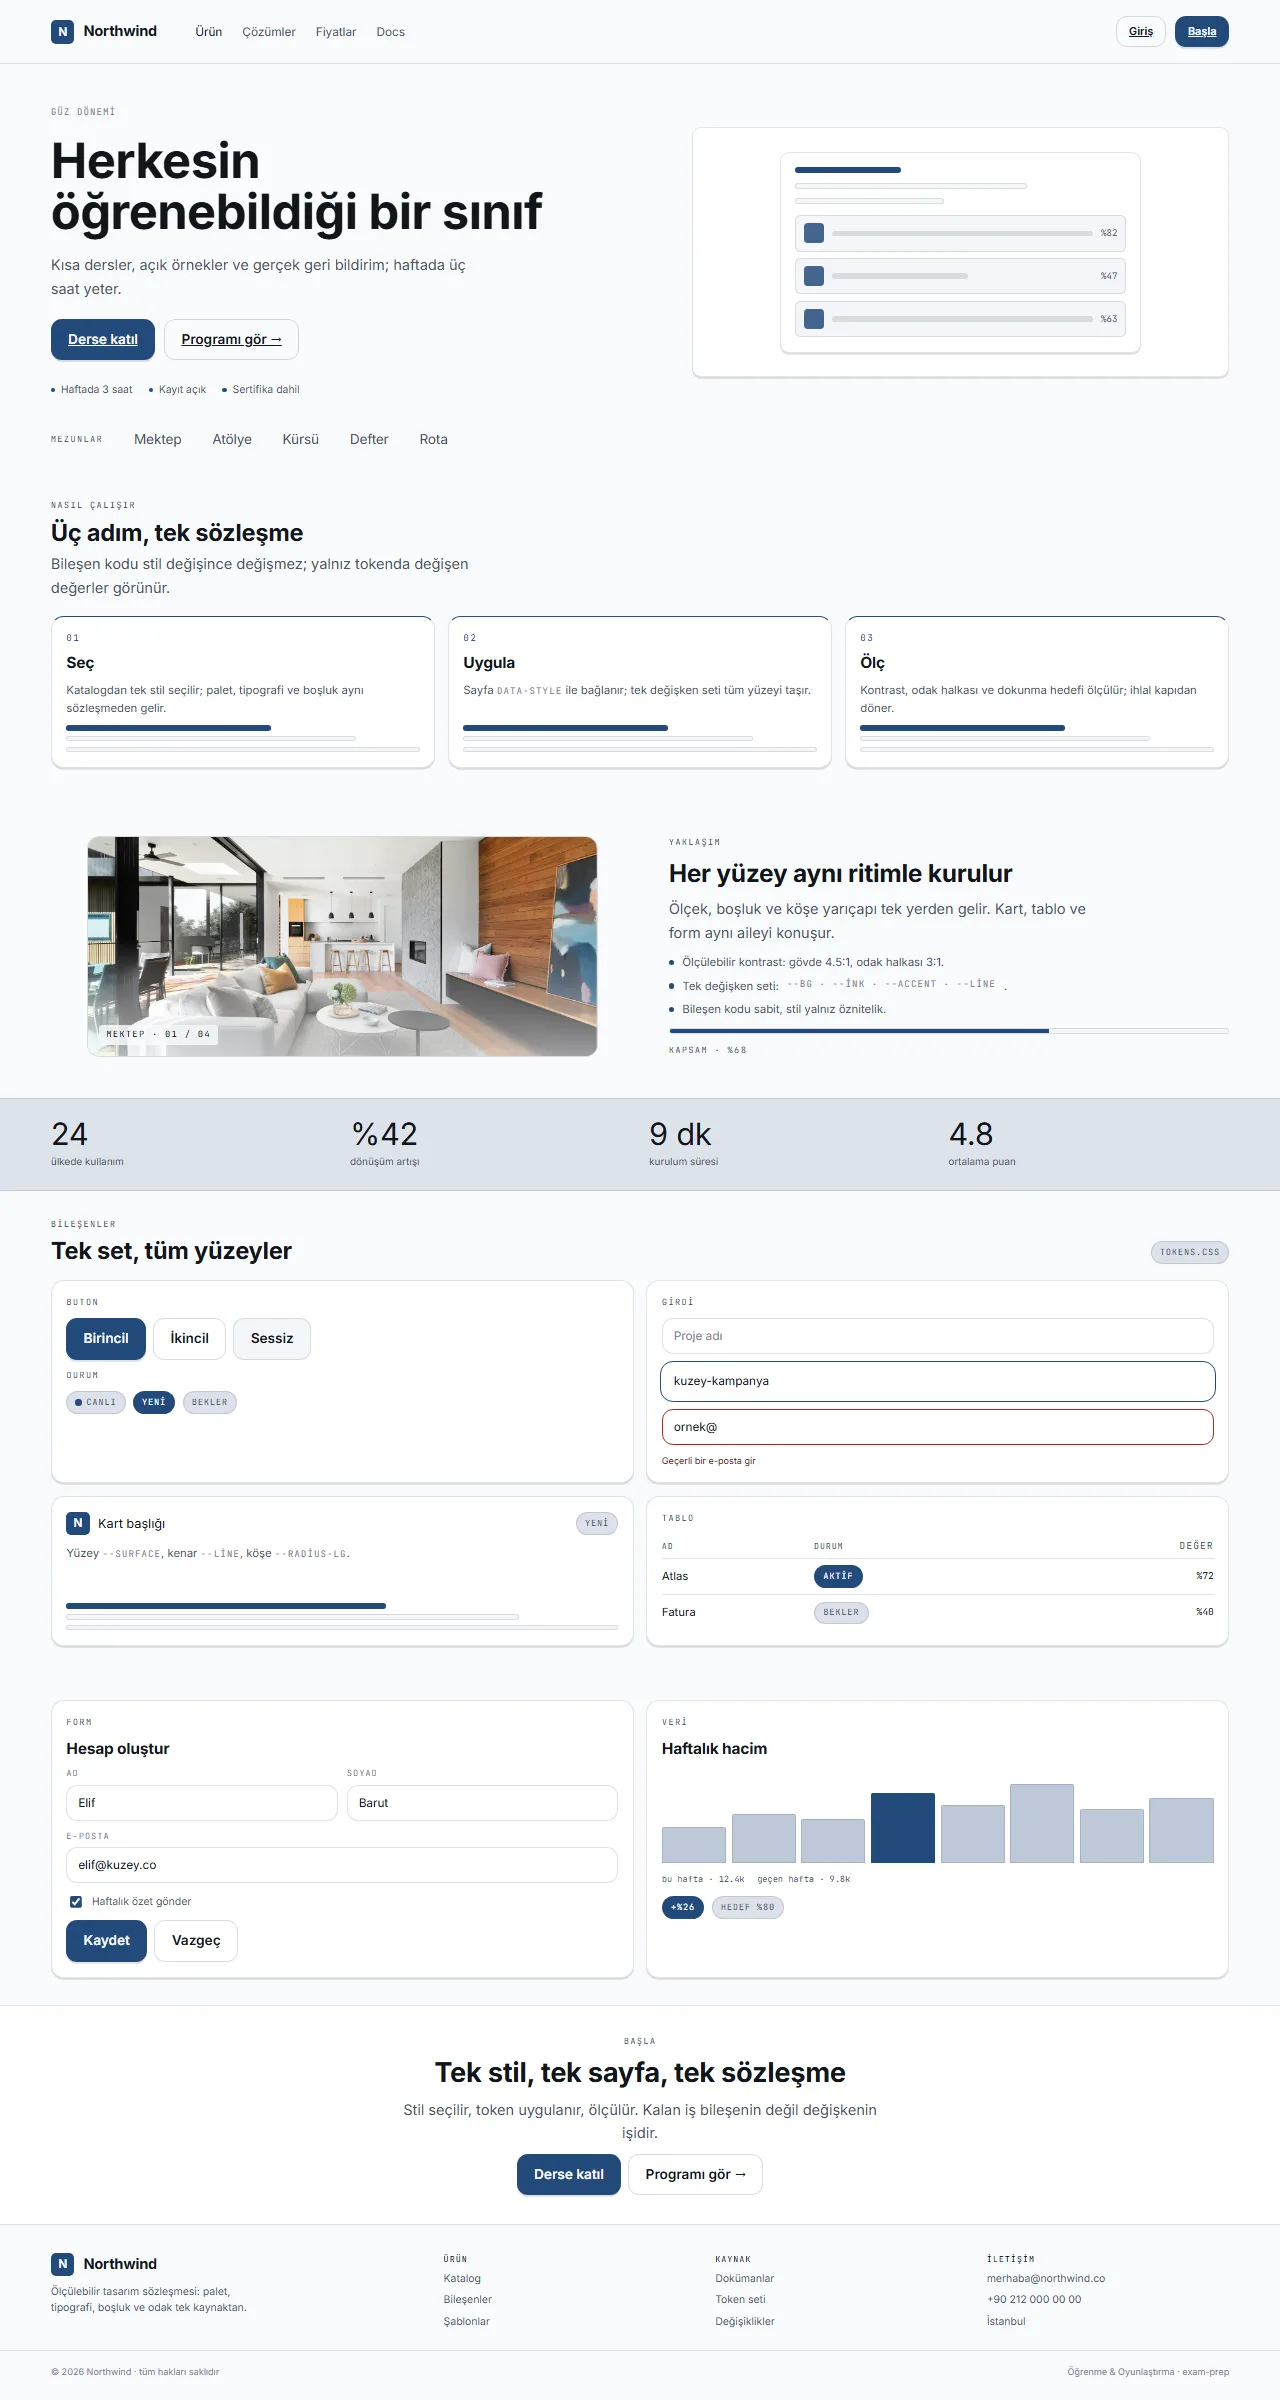 N Northwind Ürün Çözümler Fiyatlar Docs Giriş Başla
GÜZ DÖNEMİ
Herkesin
öğrenebildiği bir sınıf
Kısa dersler, açık örnekler ve gerçek geri bildirim; haftada üç
saat yeter.
Derse katıl Programı gör →
Haftada 3 saat Kayıt açık Sertifika dahil
%82
%47
%63
MEZUNLAR Mektep Atölye Kürsü Defter Rota
NASIL ÇALIŞIR
Üç adım, tek sözleşme
Bileşen kodu stil değişince değişmez; yalnız tokenda değişen
değerler görünür.
01
Seç
Katalogdan tek stil seçilir; palet, tipografi ve boşluk aynı
sözleşmeden gelir.
02
Uygula
Sayfa DATA-STYLE ile bağlanır; tek değişken seti tüm yüzeyi taşır.
03
Ölç
Kontrast, odak halkası ve dokunma hedefi ölçülür; ihlal kapıdan
döner.
MEKTEP · 01 / 04
YAKLAŞIM
Her yüzey aynı ritimle kurulur
Ölçek, boşluk ve köşe yarıçapı tek yerden gelir. Kart, tablo ve
form aynı aileyi konuşur.
Ölçülebilir kontrast: gövde 4.5:1, odak halkası 3:1.
Tek değişken seti: --BG · --İNK · --ACCENT · --LİNE .
Bileşen kodu sabit, stil yalnız öznitelik.
KAPSAM · %68
24
ülkede kullanım
%42
dönüşüm artışı
9 dk
kurulum süresi
4.8
ortalama puan
BİLEŞENLER
Tek set, tüm yüzeyler
TOKENS.CSS
BUTON
Birincil İkincil Sessiz
DURUM
CANLI YENİ BEKLER
GİRDİ
Proje adı
kuzey-kampanya
ornek@
Geçerli bir e-posta gir
N Kart başlığı YENİ
Yüzey --SURFACE, kenar --LİNE, köşe --RADİUS-LG.
TABLO
AD DURUM DEĞER
Atlas AKTİF %72
Fatura BEKLER %40
FORM
Hesap oluştur
AD SOYAD
Elif Barut
E-POSTA
elif@kuzey.co
Haftalık özet gönder
Kaydet Vazgeç
VERİ
Haftalık hacim
bu hafta · 12.4k geçen hafta · 9.8k
+%26 HEDEF %80
BAŞLA
Tek stil, tek sayfa, tek sözleşme
Stil seçilir, token uygulanır, ölçülür. Kalan iş bileşenin değil değişkenin
işidir.
Derse katıl Programı gör →
N Northwind
Ölçülebilir tasarım sözleşmesi: palet,
tipografi, boşluk ve odak tek kaynaktan.
ÜRÜN
Katalog
Bileşenler
Şablonlar
KAYNAK
Dokümanlar
Token seti
Değişiklikler
İLETİŞİM
merhaba@northwind.co
+90 212 000 00 00
İstanbul
© 2026 Northwind · tüm hakları saklıdır
Öğrenme & Oyunlaştırma · exam-prep